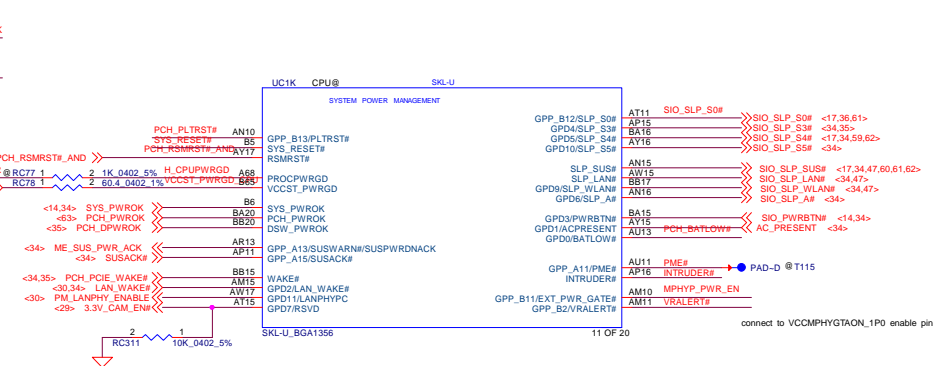 UC1K CPU@ SKL-U
SYSTEM POWER MANAGEMENT
PCH_PLTRST# AN10 GPP_B13/PLTRST#
SYS_RESET# B5 SYS_RESET#
PCH_RSMRST#_AND PCH_RSMRST#_AND AY17 RSMRST#
@RC77 1 2 1K_0402_5% H_CPUPWRGD A68 PROCPWRGD
RC78 1 2 60.4_0402_1% B65 VCCST_PWRGD
<14,34> SYS_PWROK B6 SYS_PWROK
<63> PCH_PWROK BA20 PCH_PWROK
<35> PCH_DPWROK BB20 DSW_PWROK
<34> ME_SUS_PWR_ACK AR13 GPP_A13/SUSWARN#/SUSPWRDNACK
<34> SUSACK# AP11 GPP_A15/SUSACK#
<34,35> PCH_PCIE_WAKE# BB15 WAKE#
<30,34> LAN_WAKE# AM15 GPD2/LAN_WAKE#
<30> PM_LANPHY_ENABLE AW17 GPD11/LANPHYPC
<29> 3.3V_CAM_EN# AT15 GPD7/RSVD
2 1
RC311 10K_0402_5%
GPP_B12/SLP_S0# AT11 SIO_SLP_S0# SIO_SLP_S0# <17,36,61>
GPD4/SLP_S3# AP15 SIO_SLP_S3# <34,35>
GPD5/SLP_S4# BA16 SIO_SLP_S4# <17,34,59,62>
GPD10/SLP_S5# AY16 SIO_SLP_S5# <34>
SLP_SUS# AN15 SIO_SLP_SUS# <17,34,47,60,61,62>
SLP_LAN# AW15 SIO_SLP_LAN# <34,47>
GPD9/SLP_WLAN# BB17 SIO_SLP_WLAN# <34,47>
GPD6/SLP_A# AN16 SIO_SLP_A# <34>
GPD3/PWRBTN# BA15 SIO_PWRBTN# <14,34>
GPD1/ACPRESENT AY15 AC_PRESENT <34>
GPD0/BATLOW# AU13 PCH_BATLOW#
GPP_A11/PME# AU11 PME# PAD~D @T115
INTRUDER# AP16 INTRUDER#
GPP_B11/EXT_PWR_GATE# AM10 MPHYP_PWR_EN
GPP_B2/VRALERT# AM11 VRALERT#
connect to VCCMPHYGTAON_1P0 enable pin
SKL-U_BGA1356 11 OF 20